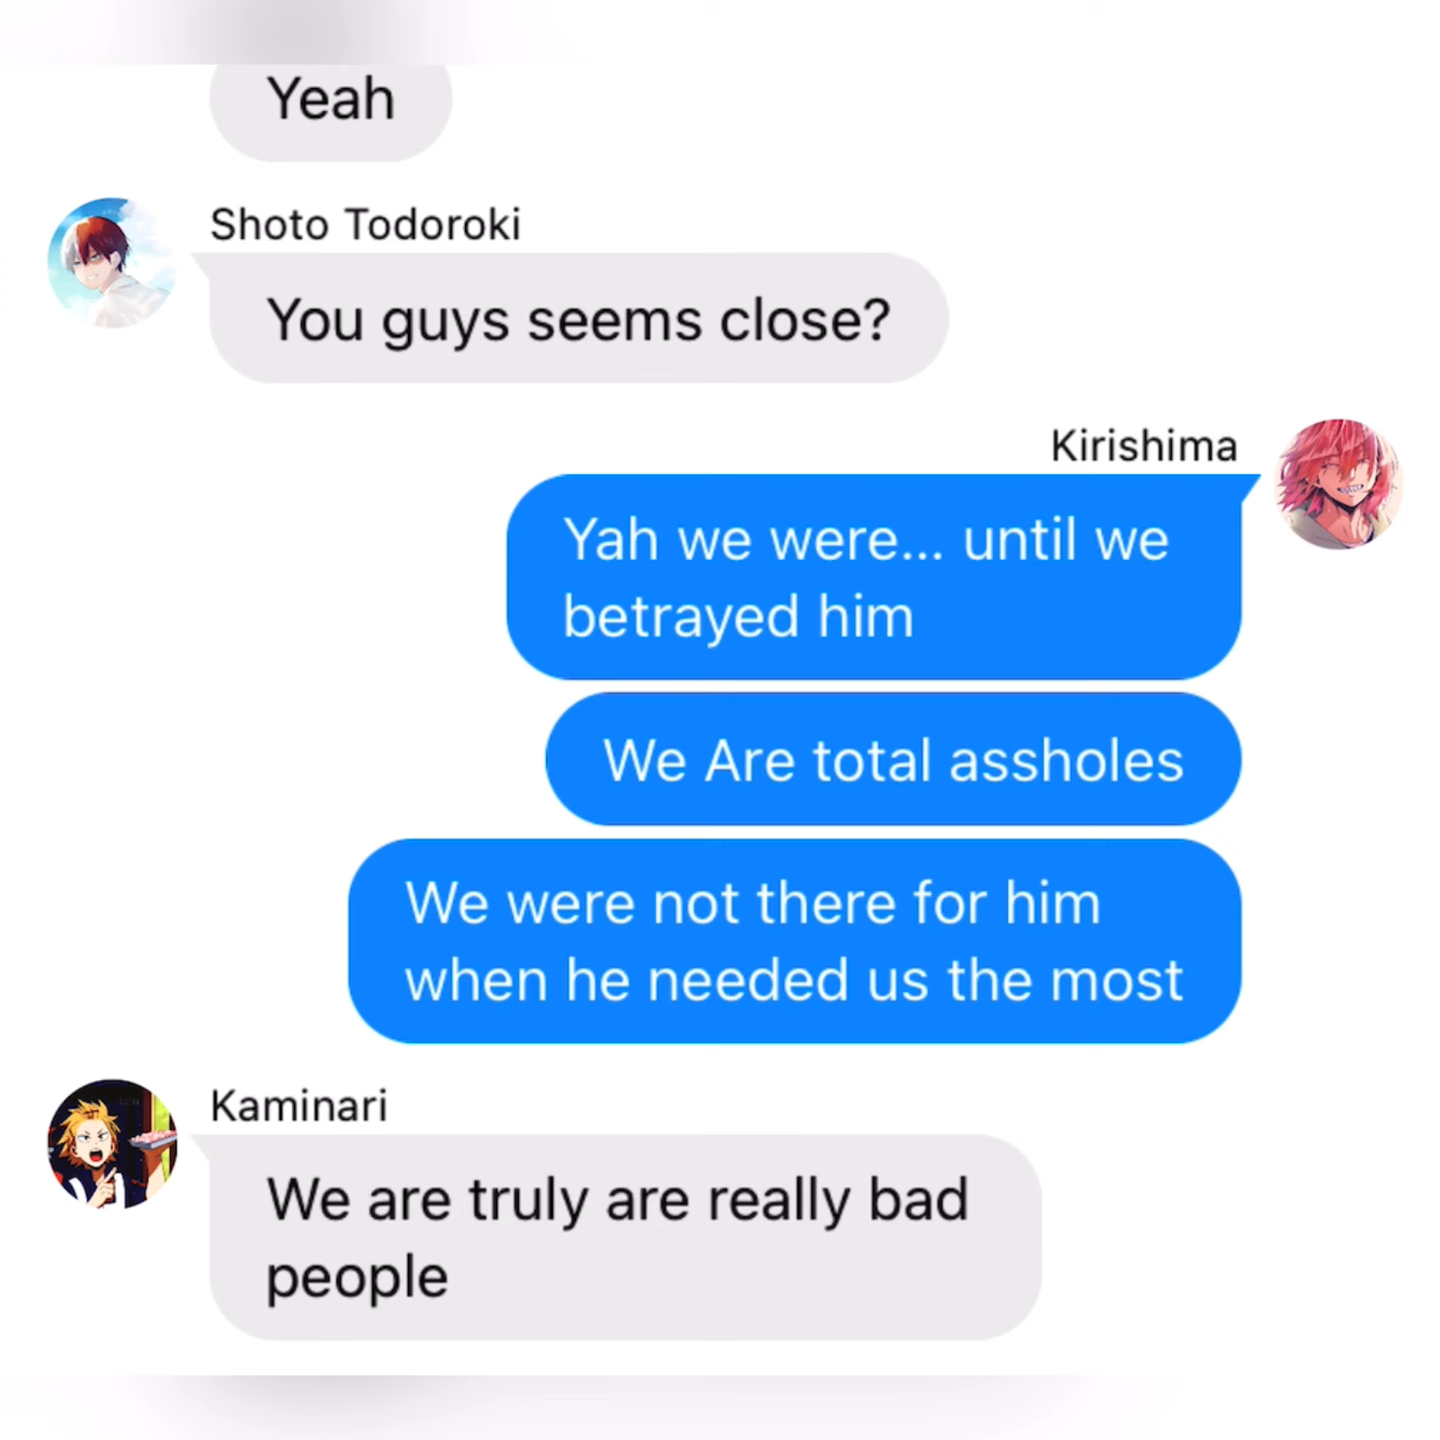 Yeah
Shoto Todoroki
You guys seems close?
Kirishima
Yah we were... until we
betrayed him
We Are total assholes
We were not there for him
when he needed us the most
Kaminari
We are truly are really bad
people